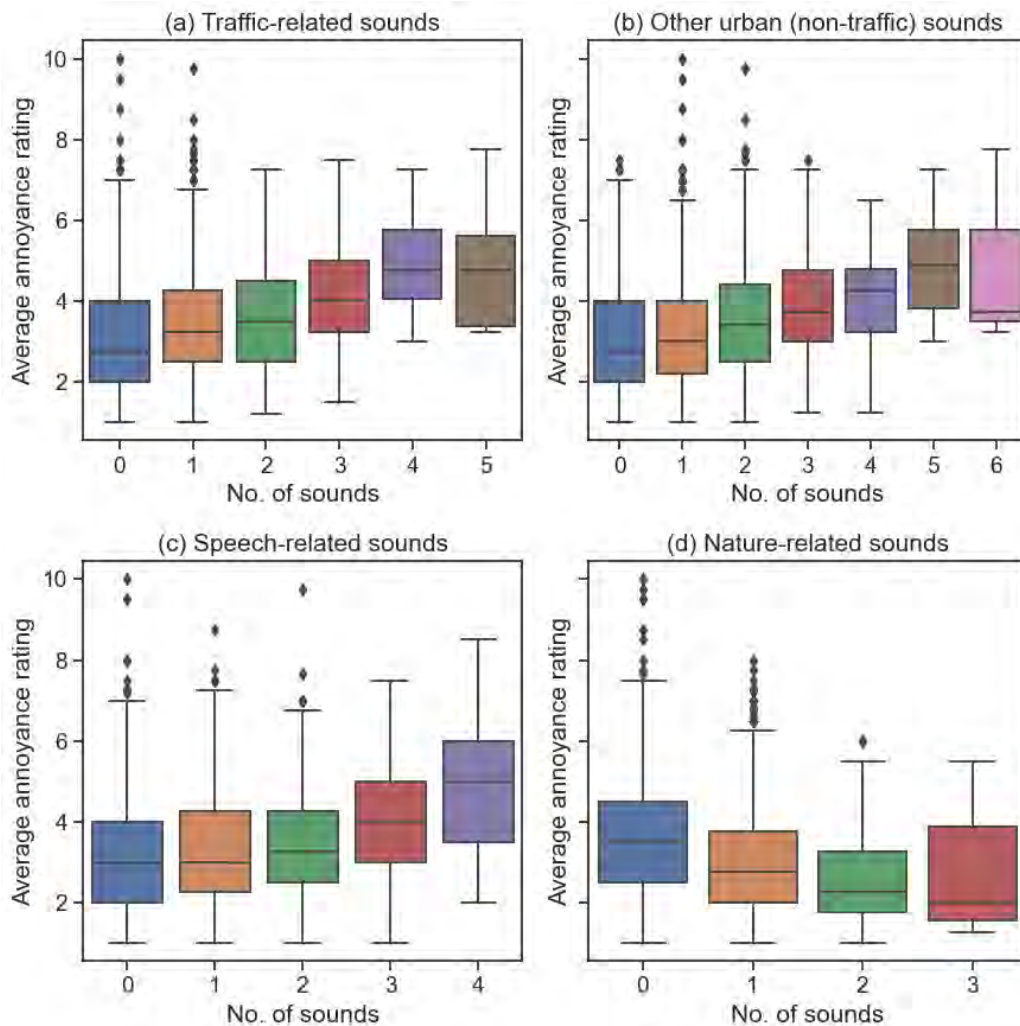 (a) Traffic-related sounds
Average annoyance rating
10
8
6
4
2
0 1 2 3 4 5
No. of sounds
(b) Other urban (non-traffic) sounds
Average annoyance rating
0 1 2 3 4 5 6
No. of sounds
(c) Speech-related sounds
Average annoyance rating
10
8
6
4
2
0 1 2 3 4
No. of sounds
(d) Nature-related sounds
Average annoyance rating
0 1 2 3
No. of sounds